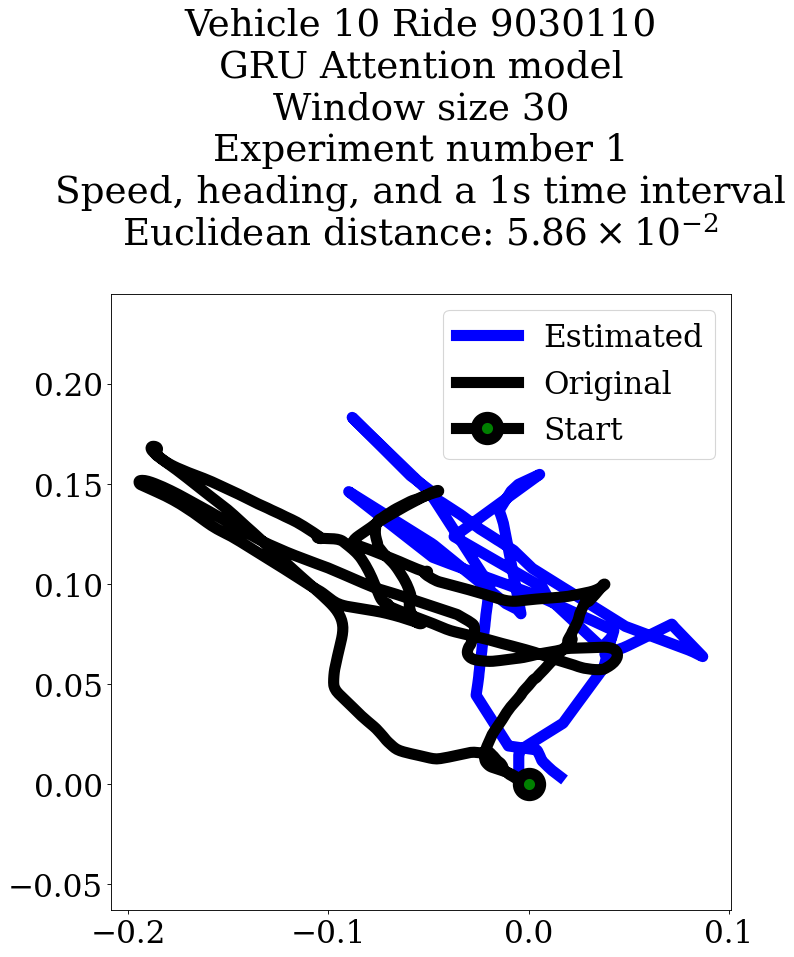 Vehicle 10 Ride 9030110
GRU Attention model
Window size 30
Experiment number 1
Speed, heading, and a 1s time interval
Euclidean distance: 5.86 × 10⁻²
Estimated
Original
Start
0.20
0.15
0.10
0.05
0.00
−0.05
−0.2 −0.1 0.0 0.1